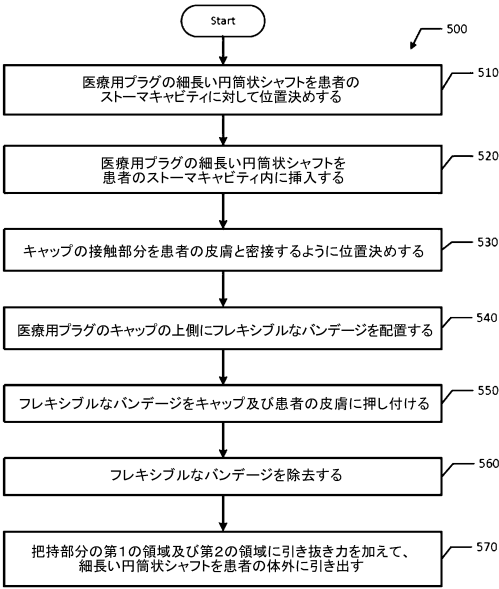 Start
500
医療用プラグの細長い円筒状シャフトを患者の
ストーマキャビティに対して位置決めする
510
医療用プラグの細長い円筒状シャフトを
患者のストーマキャビティ内に挿入する
520
キャップの接触部分を患者の皮膚と密接するように位置決めする
530
医療用プラグのキャップの上側にフレキシブルなバンデージを配置する
540
フレキシブルなバンデージをキャップ及び患者の皮膚に押し付ける
550
フレキシブルなバンデージを除去する
560
把持部分の第1の領域及び第2の領域に引き抜き力を加えて、
細長い円筒状シャフトを患者の体外に引き出す
570